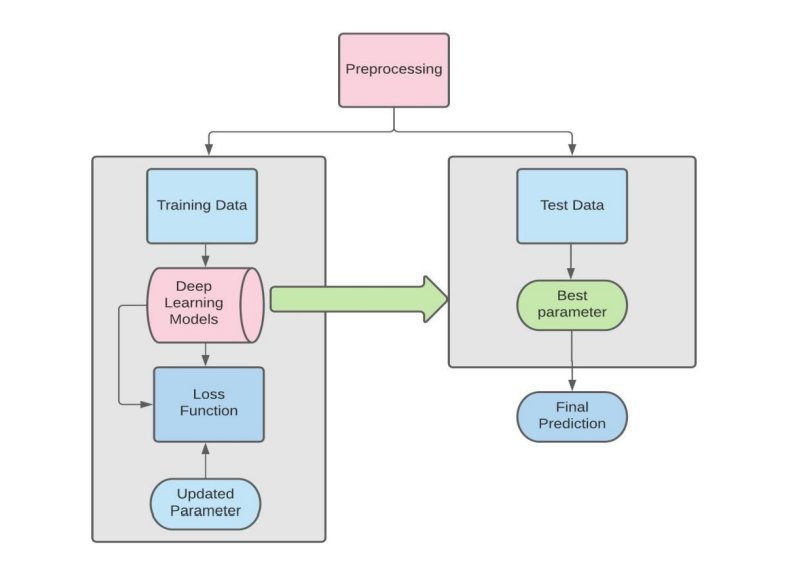 Preprocessing
Training Data
Deep
Learning
Models
Loss
Function
Updated
Parameter
Test Data
Best
parameter
Final
Prediction